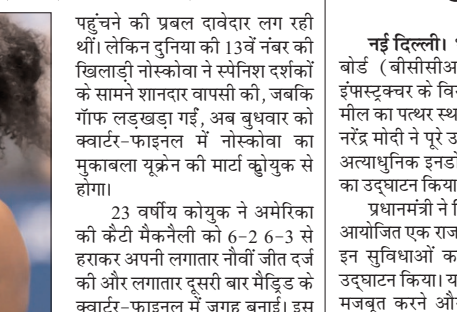 पहुंचने की प्रबल दावेदार लग रही
थीं। लेकिन दुनिया की 13वें नंबर की
खिलाड़ी नोस्कोवा ने स्पेनिश दर्शकों
के सामने शानदार वापसी की, जबकि
गॉफ लड़खड़ा गईं, अब बुधवार को
क्वार्टर-फाइनल में नोस्कोवा का
मुकाबला यूक्रेन की मार्टा कोुयुक से
होगा।
23 वर्षीय कोयुक ने अमेरिका
की कैटी मैकनैली को 6-2 6-3 से
हराकर अपनी लगातार नौवीं जीत दर्ज
की और लगातार दूसरी बार मैड्रिड के
क्वार्टर-फाइनल में जगह बनाई। इस
नई दिल्ली।
बोर्ड (बीसीसीअ
इंफास्ट्रक्चर के वि
मील का पत्थर स्थ
नरेंद्र मोदी ने पूरे उ
अत्याधुनिक इनडो
का उद्घाटन किया
प्रधानमंत्री ने
आयोजित एक राज
इन सुविधाओं क
उद्घाटन किया। य
मजबूत करने और